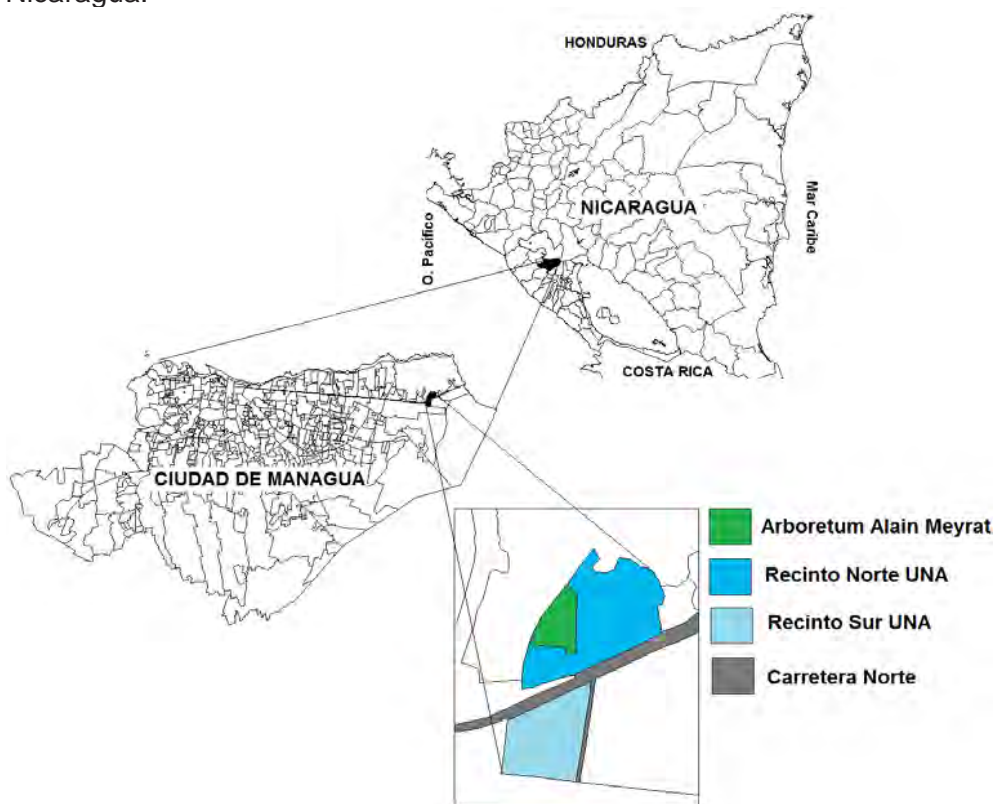 Nicaragua.
HONDURAS
NICARAGUA
Mar Caribe
O. Pacífico
COSTA RICA
CIUDAD DE MANAGUA
Arboretum Alain Meyrat
Recinto Norte UNA
Recinto Sur UNA
Carretera Norte